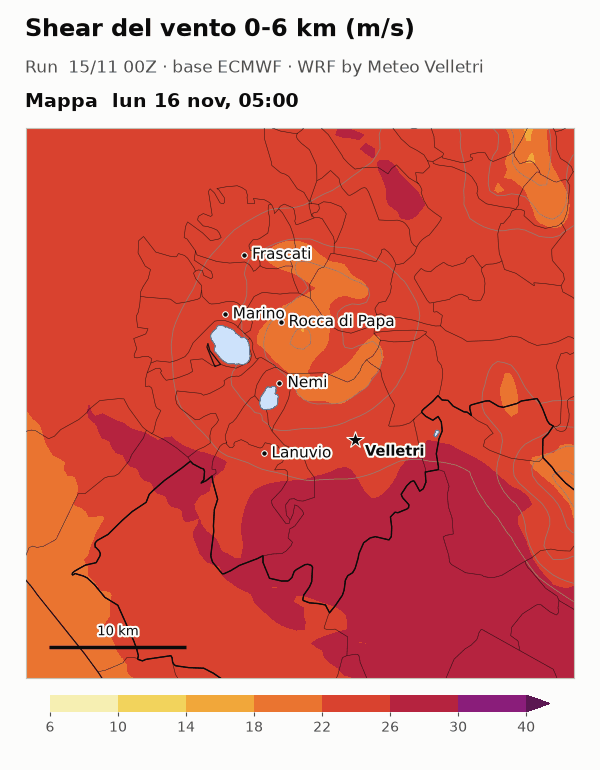 Shear del vento 0-6 km (m/s)
Run  15/11 00Z · base ECMWF · WRF by Meteo Velletri
Mappa  lun 16 nov, 05:00
Frascati
Marino
Rocca di Papa
Nemi
Velletri
Lanuvio
10 km
6 10 14 18 22 26 30 40